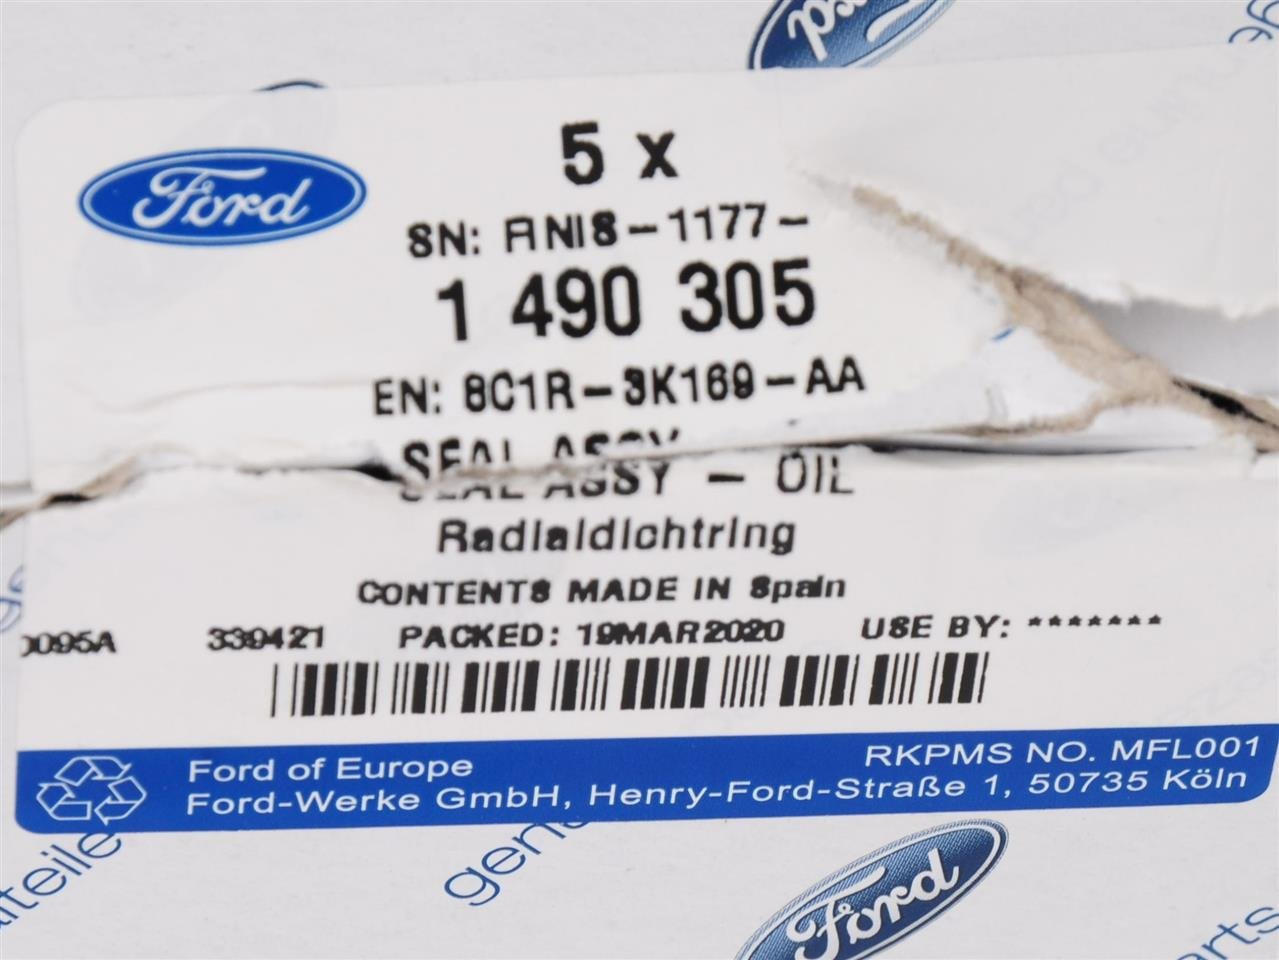 Ford
Ford
5 x
SN: FINIS-1177-
1 490 305
EN: 8C1R-3K169-AA
SEAL ASSY - OIL
Radialdichtring
CONTENTS MADE IN Spain
0095A 339421 PACKED: 19MAR2020 USE BY: *******
Ford of Europe
RKPMS NO. MFL001
Ford-Werke GmbH, Henry-Ford-Straße 1, 50735 Köln
Ford